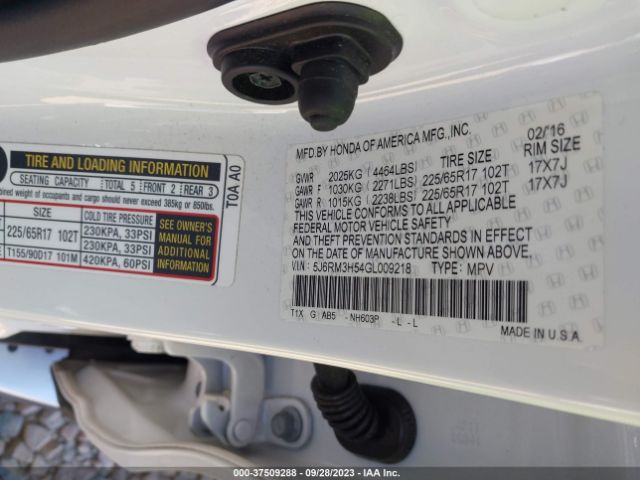 TIRE AND LOADING INFORMATION
SEATING CAPACITY TOTAL 5 FRONT 2 REAR 3
combined weight of occupants and cargo should never exceed 385kg or 850lbs.
SIZE COLD TIRE PRESSURE
225/65R17 102T 230KPA, 33PSI
225/65R17 102T 230KPA, 33PSI
T155/90D17 101M 420KPA, 60PSI
SEE OWNER'S
MANUAL FOR
ADDITIONAL
INFORMATION
T0A A0
MFD.BY HONDA OF AMERICA MFG.,INC. 02/16
GVWR 2025KG ( 4464LBS) TIRE SIZE RIM SIZE
GAWR F 1030KG ( 2271LBS) 225/65R17 102T 17X7J
GAWR R 1015KG ( 2238LBS) 225/65R17 102T 17X7J
THIS VEHICLE CONFORMS TO ALL APPLICABLE
FEDERAL MOTOR VEHICLE SAFETY
AND THEFT PREVENTION STANDARDS IN EFFECT
ON THE DATE OF MANUFACTURE SHOWN ABOVE.
VIN : 5J6RM3H54GL009218 TYPE: MPV
T1X G AB5 -NH603P -L -L
MADE IN U.S.A.
000-37509288 - 09/28/2023 - IAA Inc.